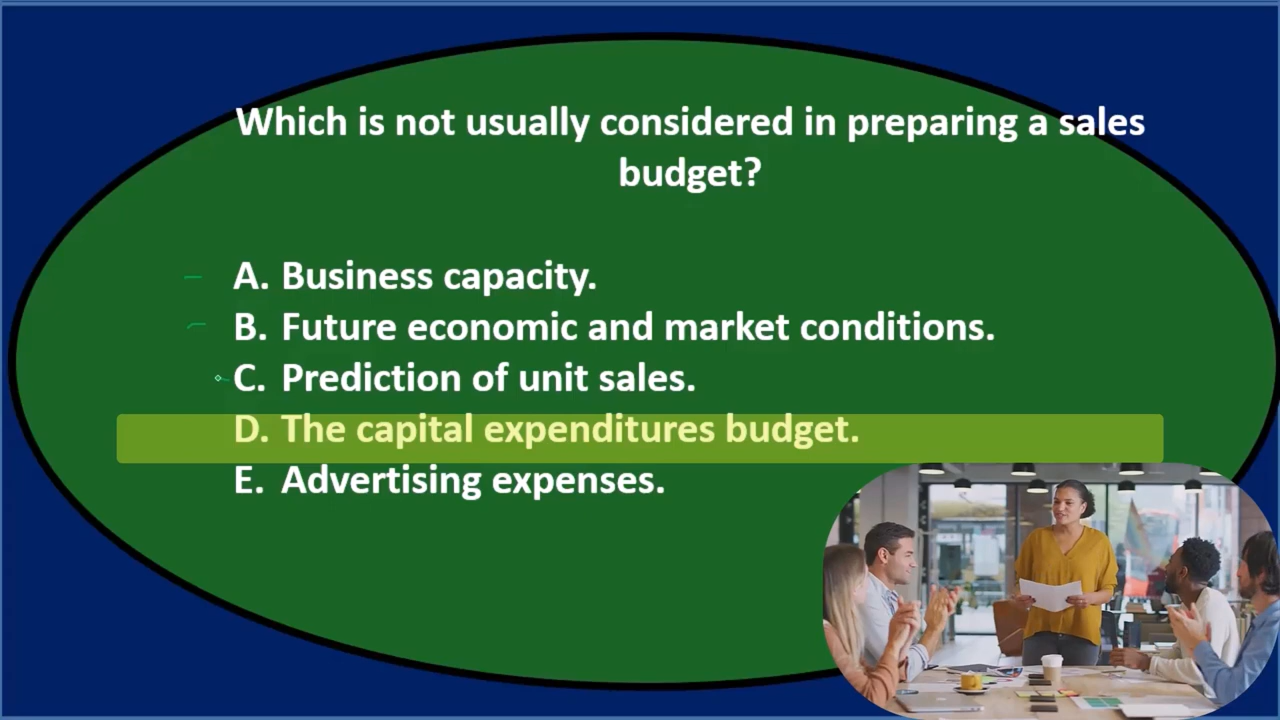 Which is not usually considered in preparing a sales
budget?
A. Business capacity.
B. Future economic and market conditions.
C. Prediction of unit sales.
D. The capital expenditures budget.
E. Advertising expenses.